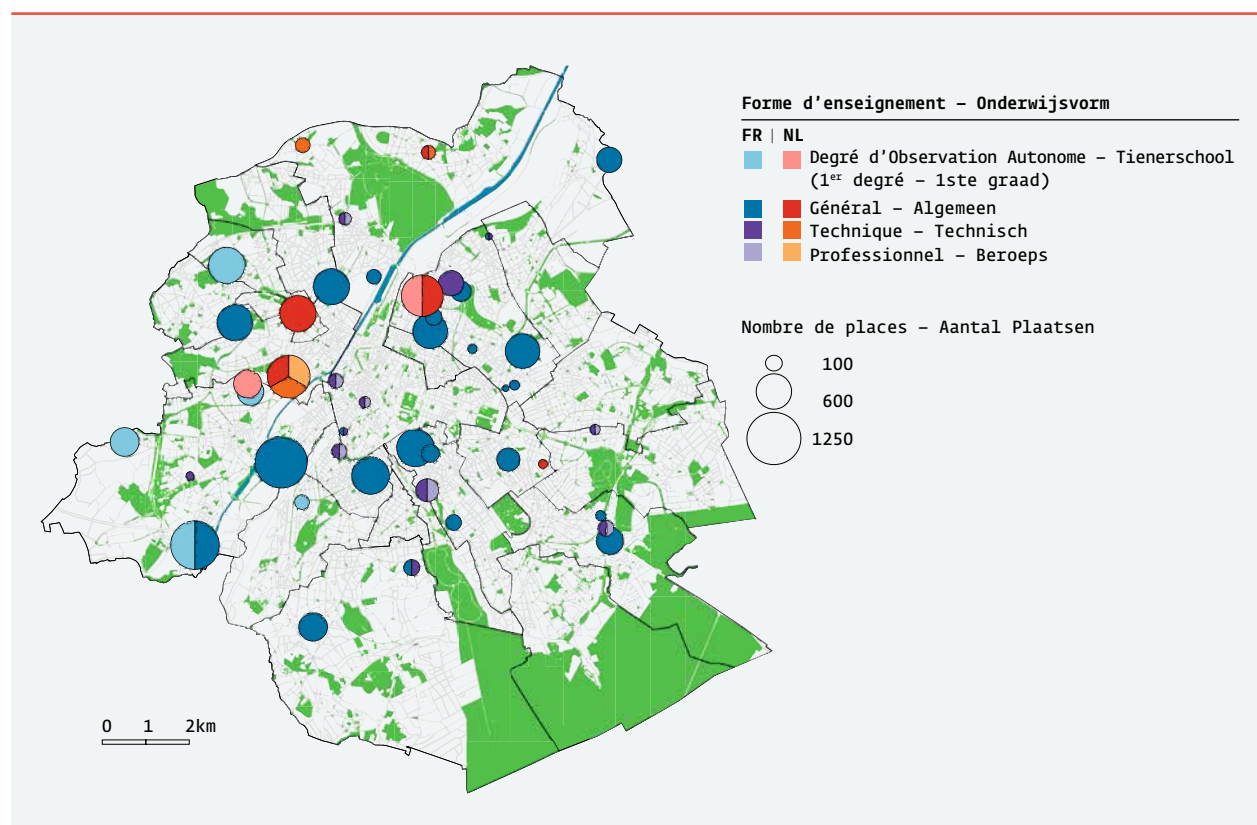 Forme d'enseignement – Onderwijsvorm
FR | NL
Degré d'Observation Autonome – Tienerschool
(1er degré – 1ste graad)
Général – Algemeen
Technique – Technisch
Professionnel – Beroeps
Nombre de places – Aantal Plaatsen
100
600
1250
0 1 2km